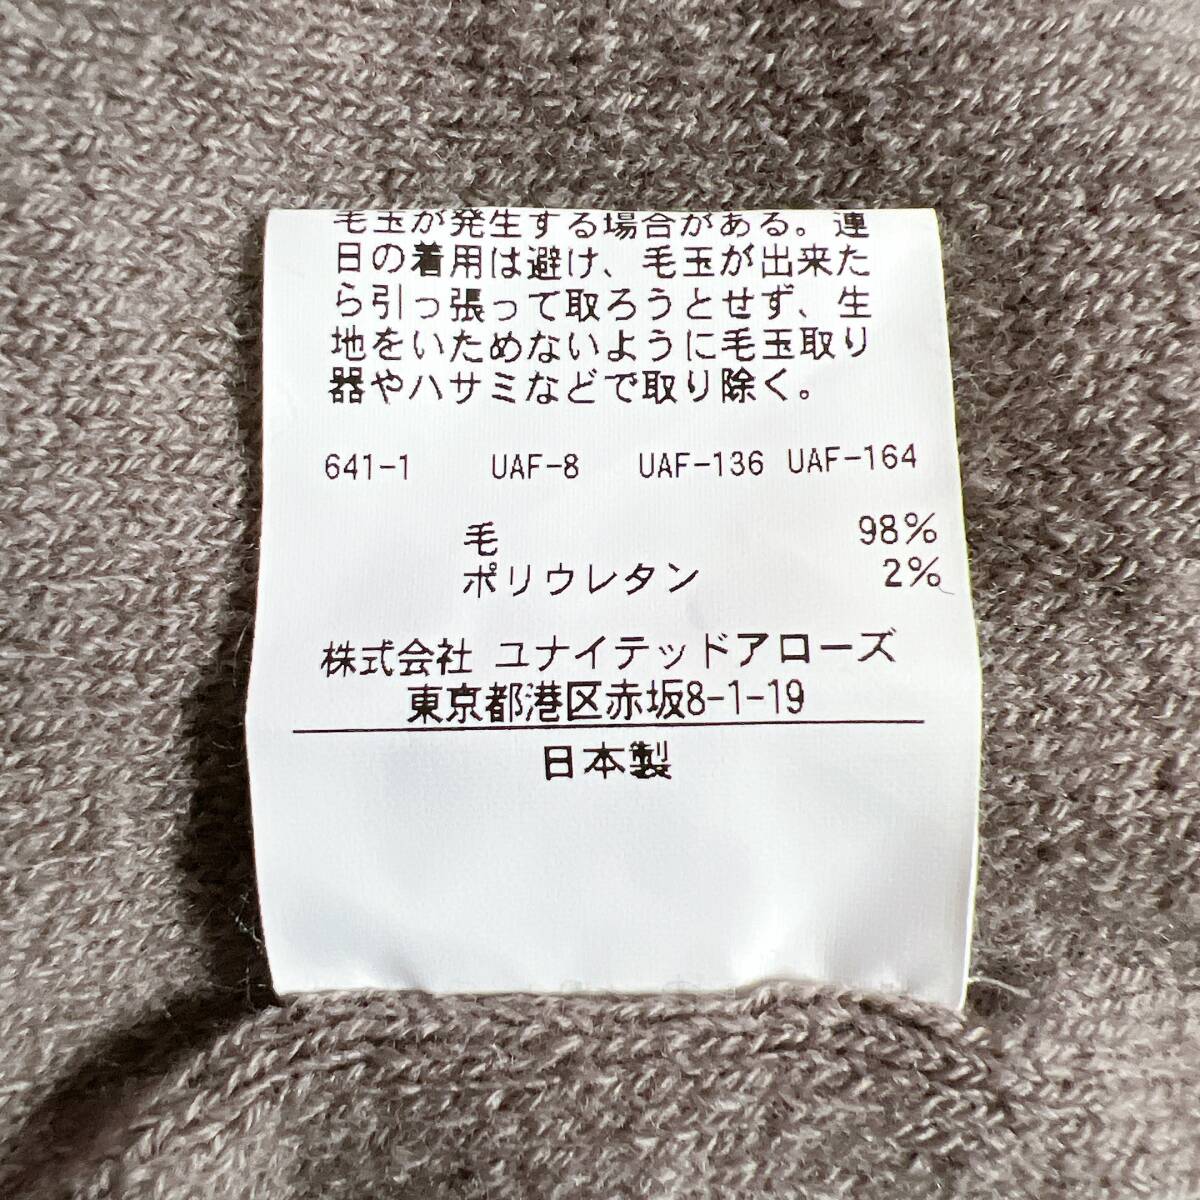 毛玉が発生する場合がある。連
日の着用は避け、毛玉が出来た
ら引っ張って取ろうとせず、生
地をいためないように毛玉取り
器やハサミなどで取り除く。
641-1 UAF-8 UAF-136 UAF-164
毛 98%
ポリウレタン 2%
株式会社 ユナイテッドアローズ
東京都港区赤坂8-1-19
日本製